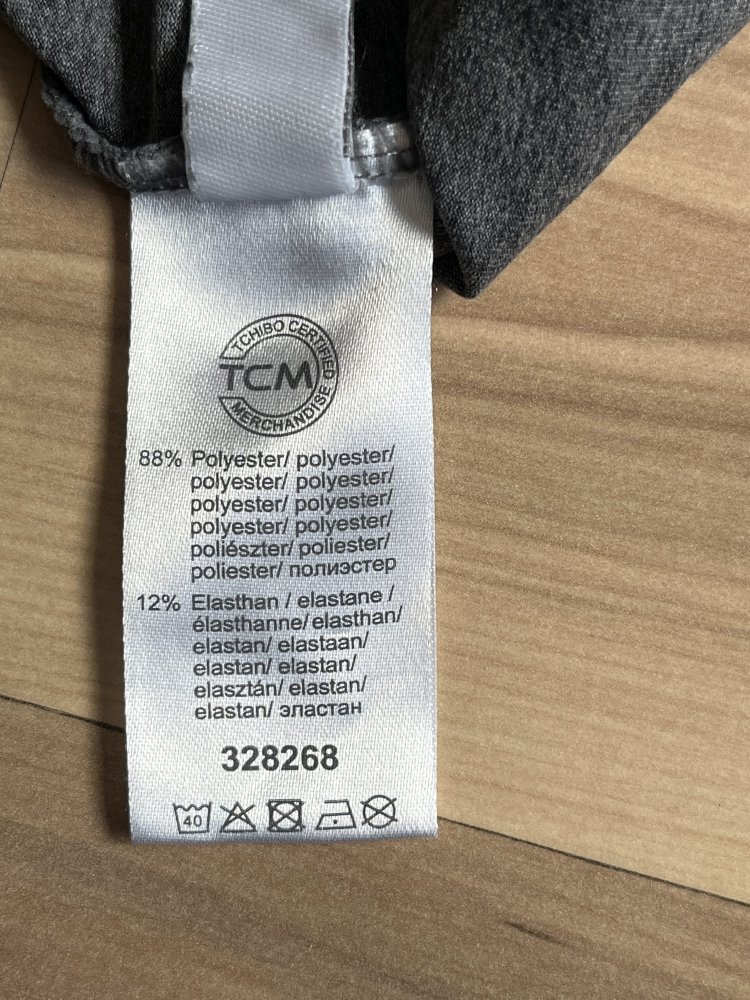 TCHIBO CERTIFIED
TCM
MERCHANDISE
88% Polyester/ polyester/
polyester/ polyester/
polyester/ polyester/
polyester/ polyester/
poliészter/ poliester/
poliester/ полиэстер
12% Elasthan / elastane /
élasthanne/ elasthan/
elastan/ elastaan/
elastan/ elastan/
elasztán/ elastan/
elastan/ эластан
328268
40